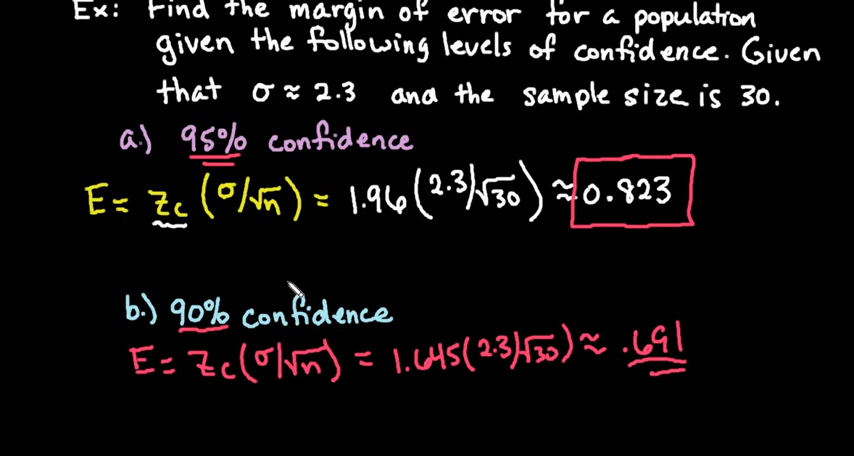 Ex: Find the margin of error for a population
given the following levels of confidence. Given
that σ ≈ 2.3 and the sample size is 30.
a.) 95% confidence
E = Zc (σ/√n) = 1.96 (2.3/√30) ≈ 0.823
b.) 90% confidence
E = Zc (σ/√n) = 1.645 (2.3/√30) ≈ .691